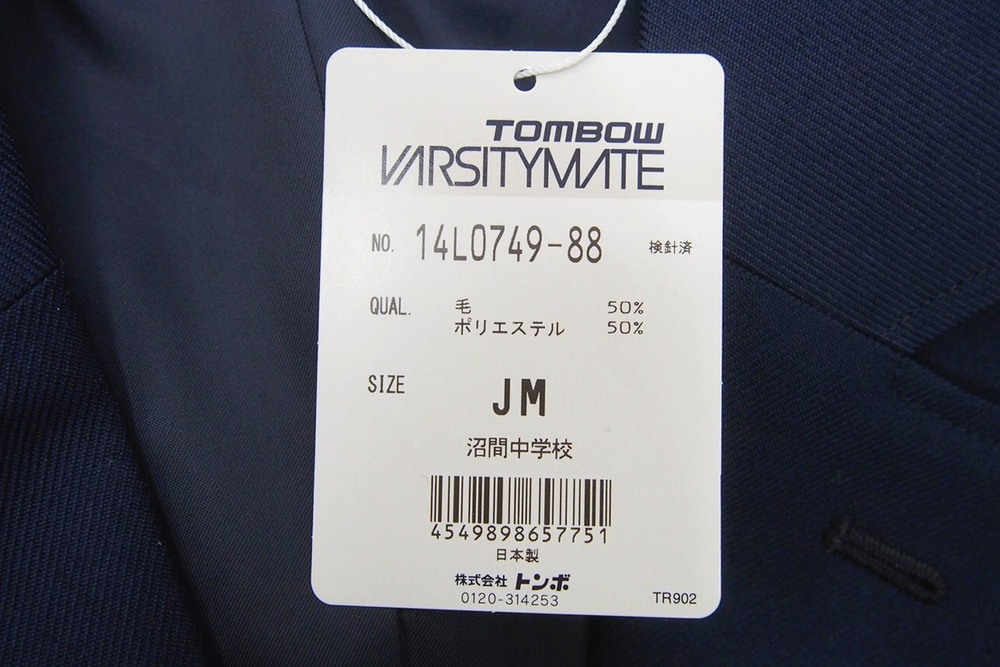 TOMBOW
VARSITYMATE
NO. 14L0749-88 検針済
QUAL. 毛 50%
ポリエステル 50%
SIZE JM
沼間中学校
4549898657751
日本製
株式会社 トンボ
0120-314253 TR902